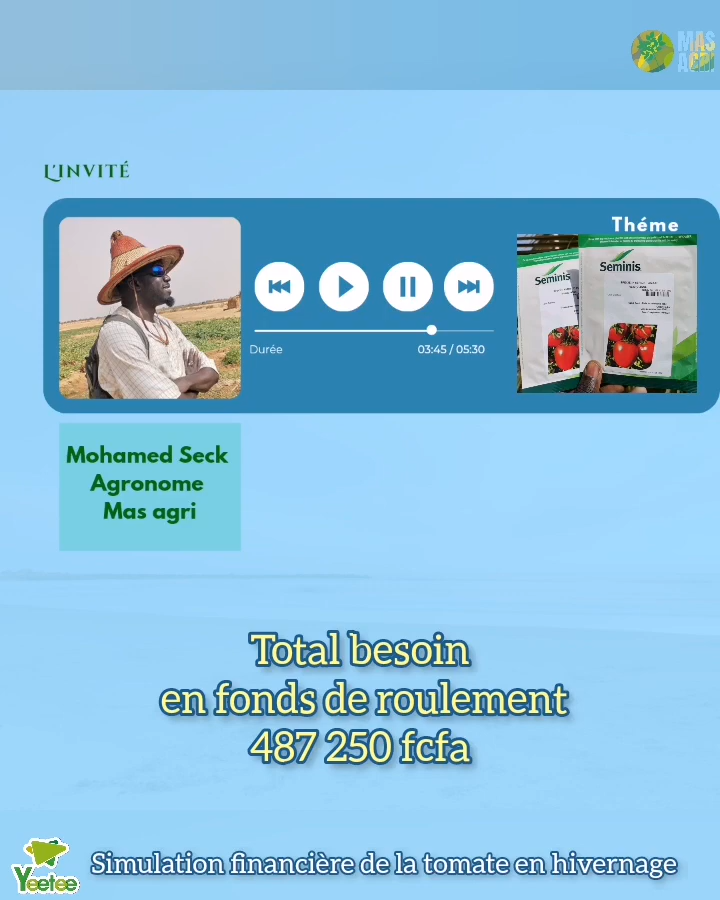 MAS
AGRI
L'INVITÉ
Théme
Seminis
Seminis
Durée
03:45 / 05:30
Mohamed Seck
Agronome
Mas agri
Total besoin
en fonds de roulement
487 250 fcfa
Yeetee
Simulation financière de la tomate en hivernage